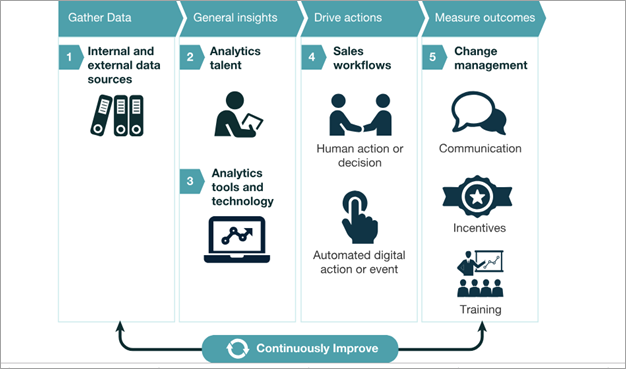 Gather Data
General insights
Drive actions
Measure outcomes
1
Internal and
external data
sources
2
Analytics
talent
3
Analytics
tools and
technology
4
Sales
workflows
Human action or
decision
Automated digital
action or event
5
Change
management
Communication
Incentives
Training
Continuously Improve